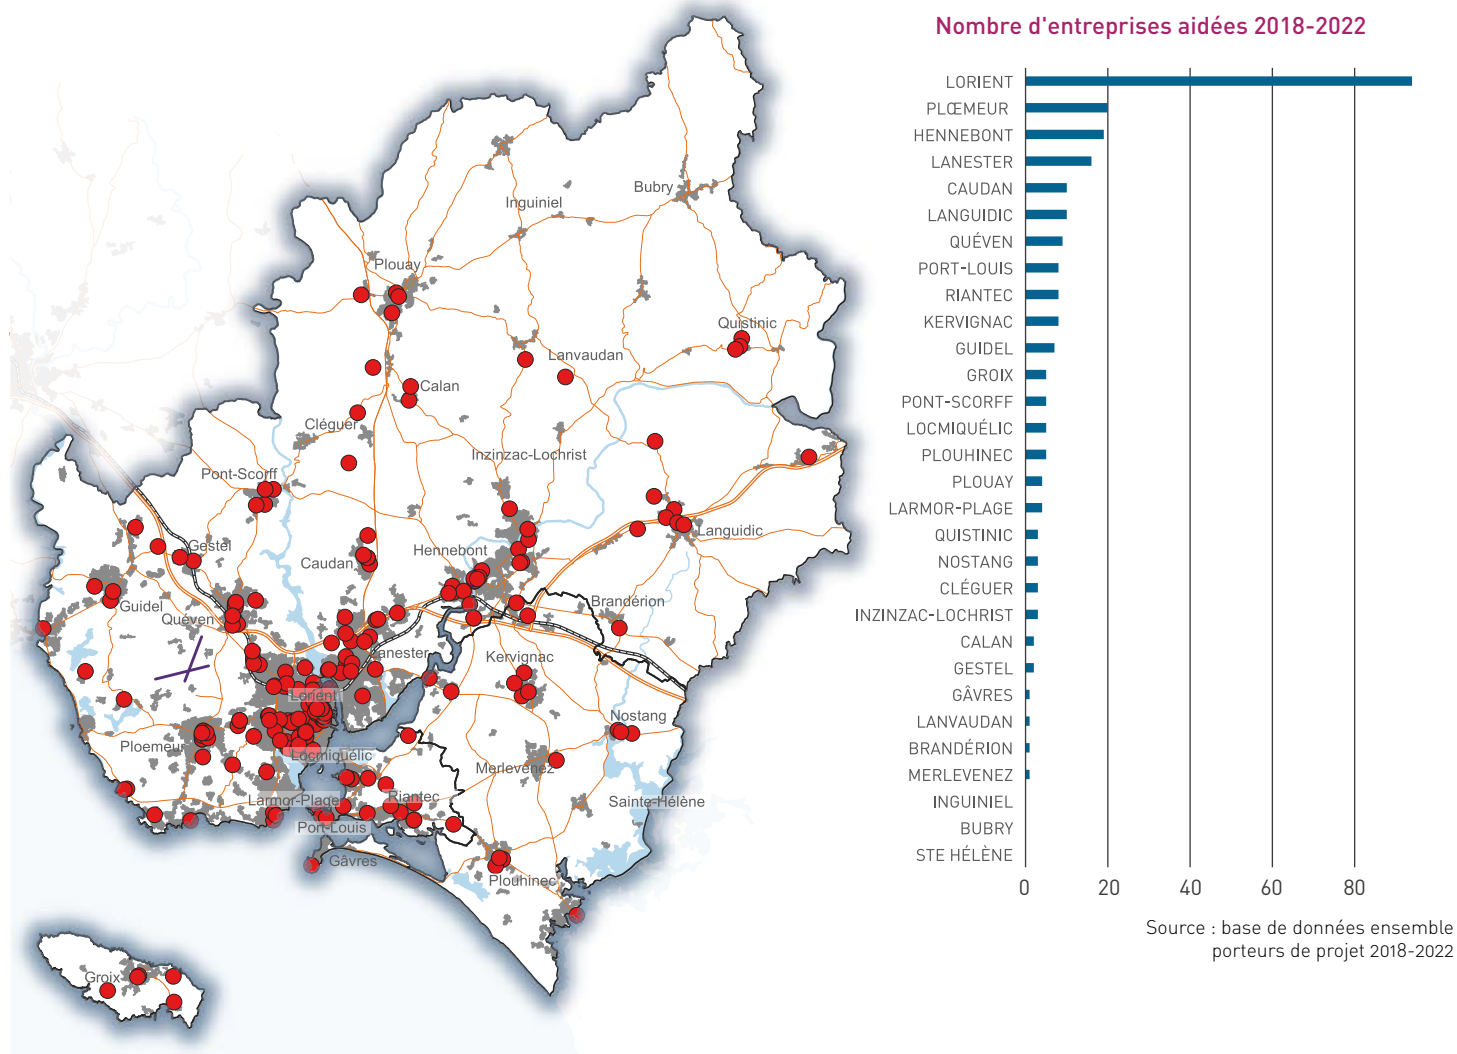 Bubry
Inguiniel
Plouay
Quistinic
Lanvaudan
Calan
Cléguer
Inzinzac-Lochrist
Pont-Scorff
Languidic
Gestel
Hennebont
Caudan
Guidel
Brandérion
Quéven
Lanester
Kervignac
Lorient
Nostang
Ploemeur
Locmiquélic
Merlevenez
Larmor-Plage
Riantec
Sainte-Hélène
Port-Louis
Gâvres
Plouhinec
Groix
Nombre d'entreprises aidées 2018-2022
LORIENT
PLŒMEUR
HENNEBONT
LANESTER
CAUDAN
LANGUIDIC
QUÉVEN
PORT-LOUIS
RIANTEC
KERVIGNAC
GUIDEL
GROIX
PONT-SCORFF
LOCMIQUÉLIC
PLOUHINEC
PLOUAY
LARMOR-PLAGE
QUISTINIC
NOSTANG
CLÉGUER
INZINZAC-LOCHRIST
CALAN
GESTEL
GÂVRES
LANVAUDAN
BRANDÉRION
MERLEVENEZ
INGUINIEL
BUBRY
STE HÉLÈNE
0 20 40 60 80
Source : base de données ensemble
porteurs de projet 2018-2022